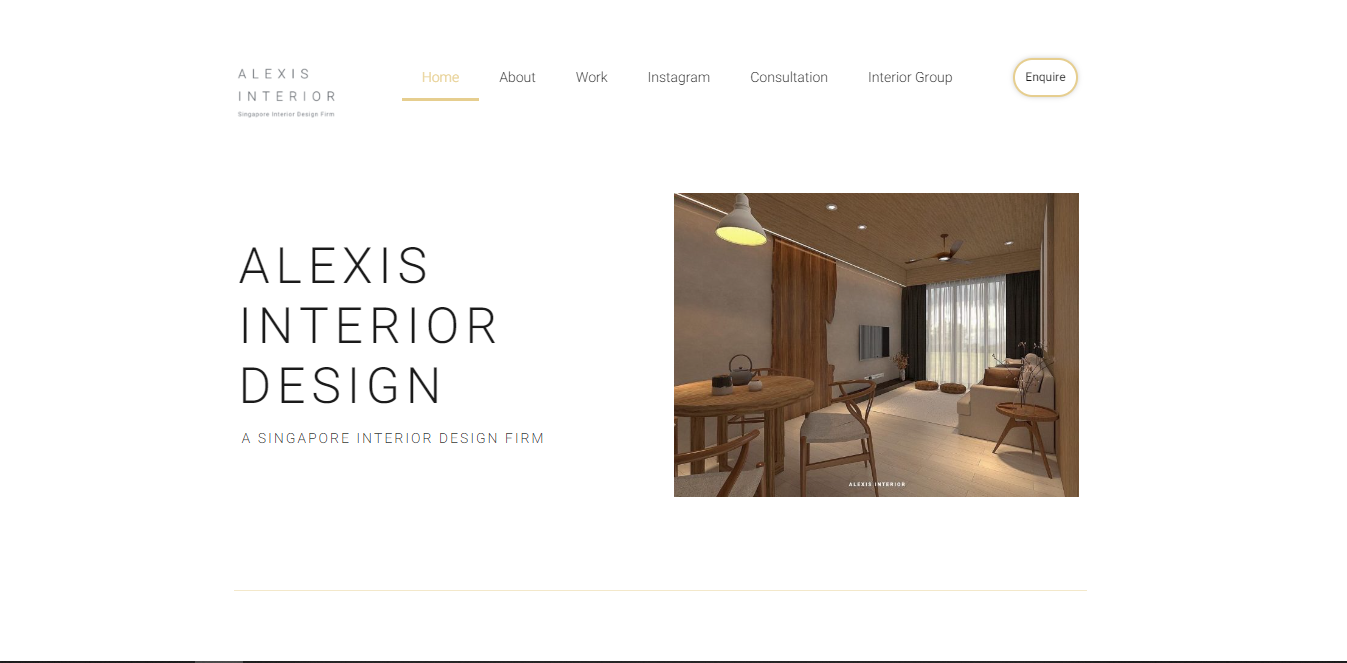 ALEXIS
INTERIOR
Singapore Interior Design Firm
Home About Work Instagram Consultation Interior Group Enquire
ALEXIS
INTERIOR
DESIGN
A SINGAPORE INTERIOR DESIGN FIRM
ALEXIS INTERIOR